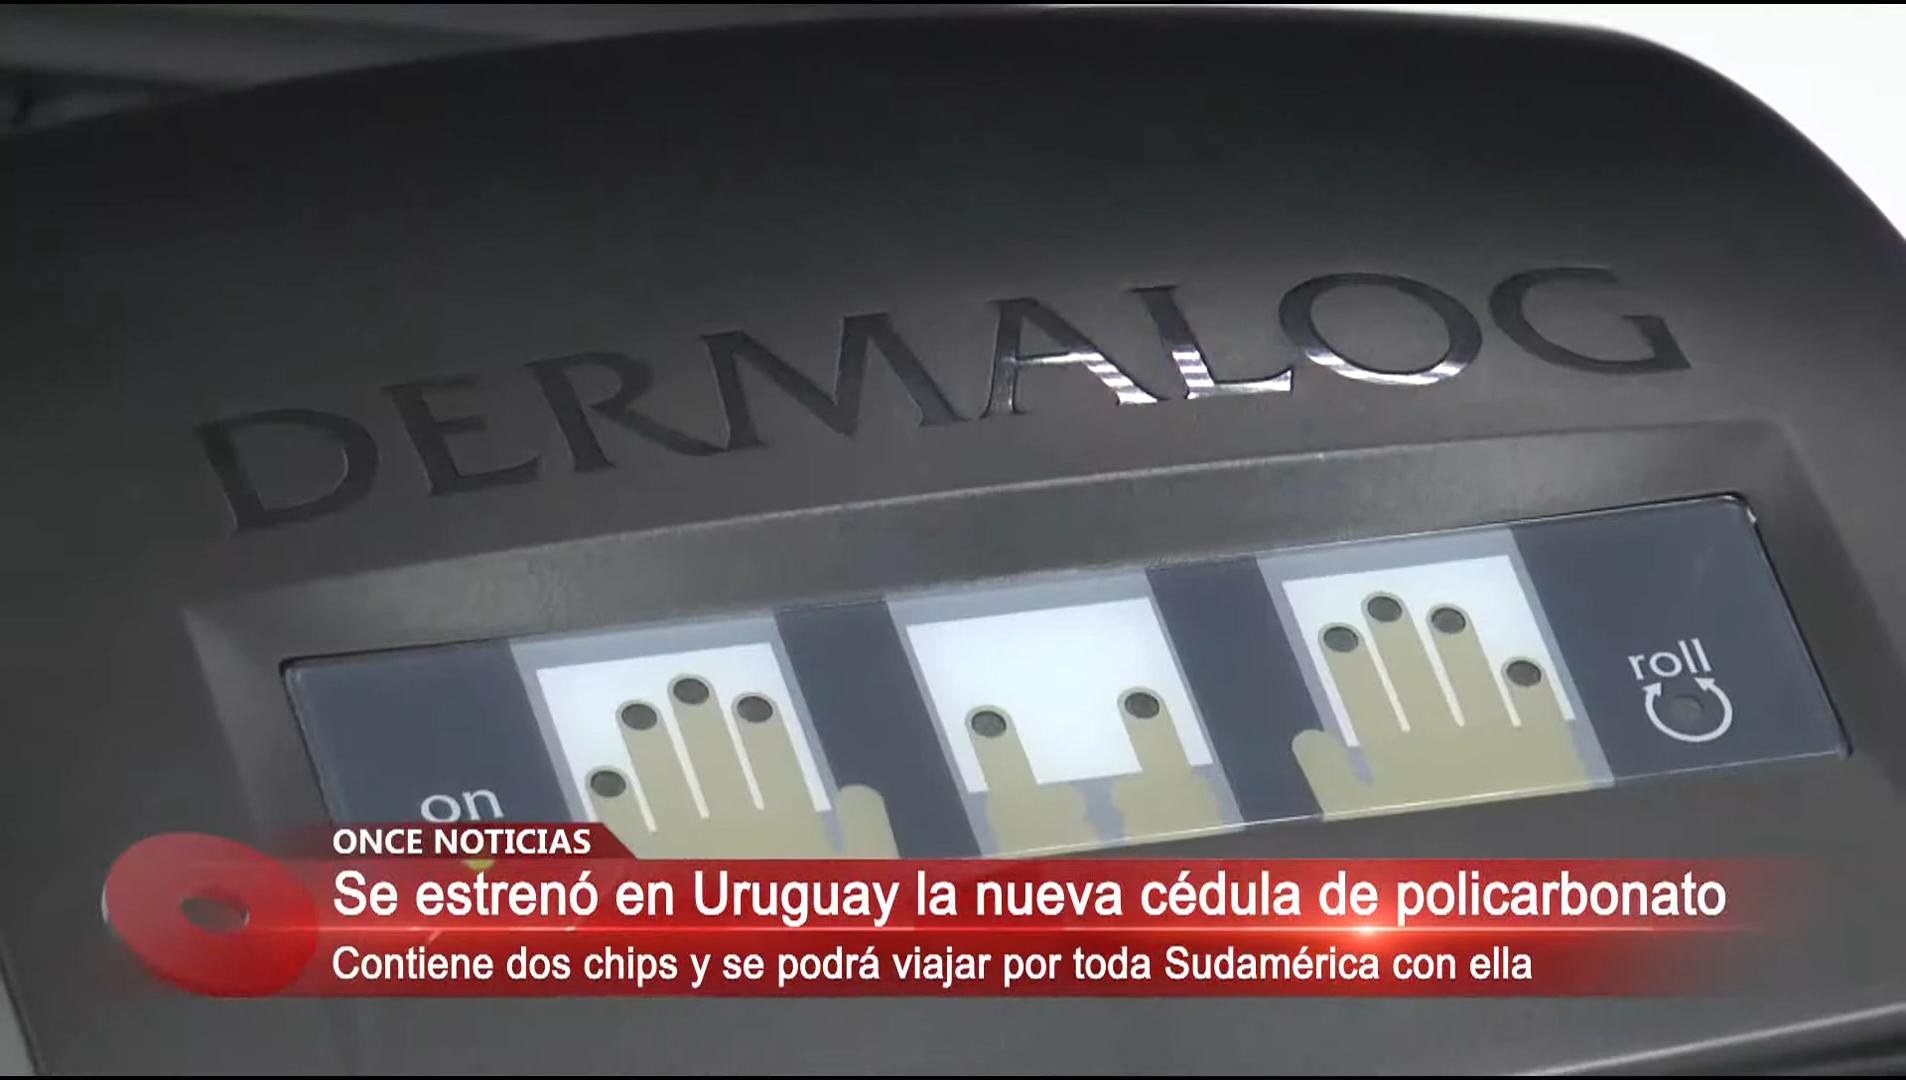 DERMALOG
roll
on
ONCE NOTICIAS
Se estrenó en Uruguay la nueva cédula de policarbonato
Contiene dos chips y se podrá viajar por toda Sudamérica con ella